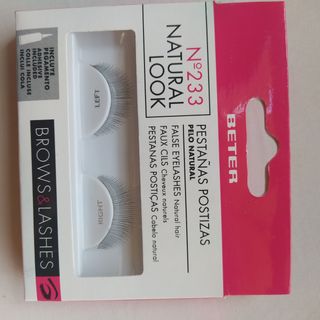 BETER
Nº233
NATURAL
LOOK
PESTAÑAS POSTIZAS
PELO NATURAL
FALSE EYELASHES Natural hair
FAUX CILS Cheveux naturels
PESTANAS POSTIÇAS Cabelo natural
LEFT
RIGHT
INCLUYE
PEGAMENTO
ADHESIVE
INCLUDED
COLLE INCLUSE
INCLUI COLA
BROWS&LASHES